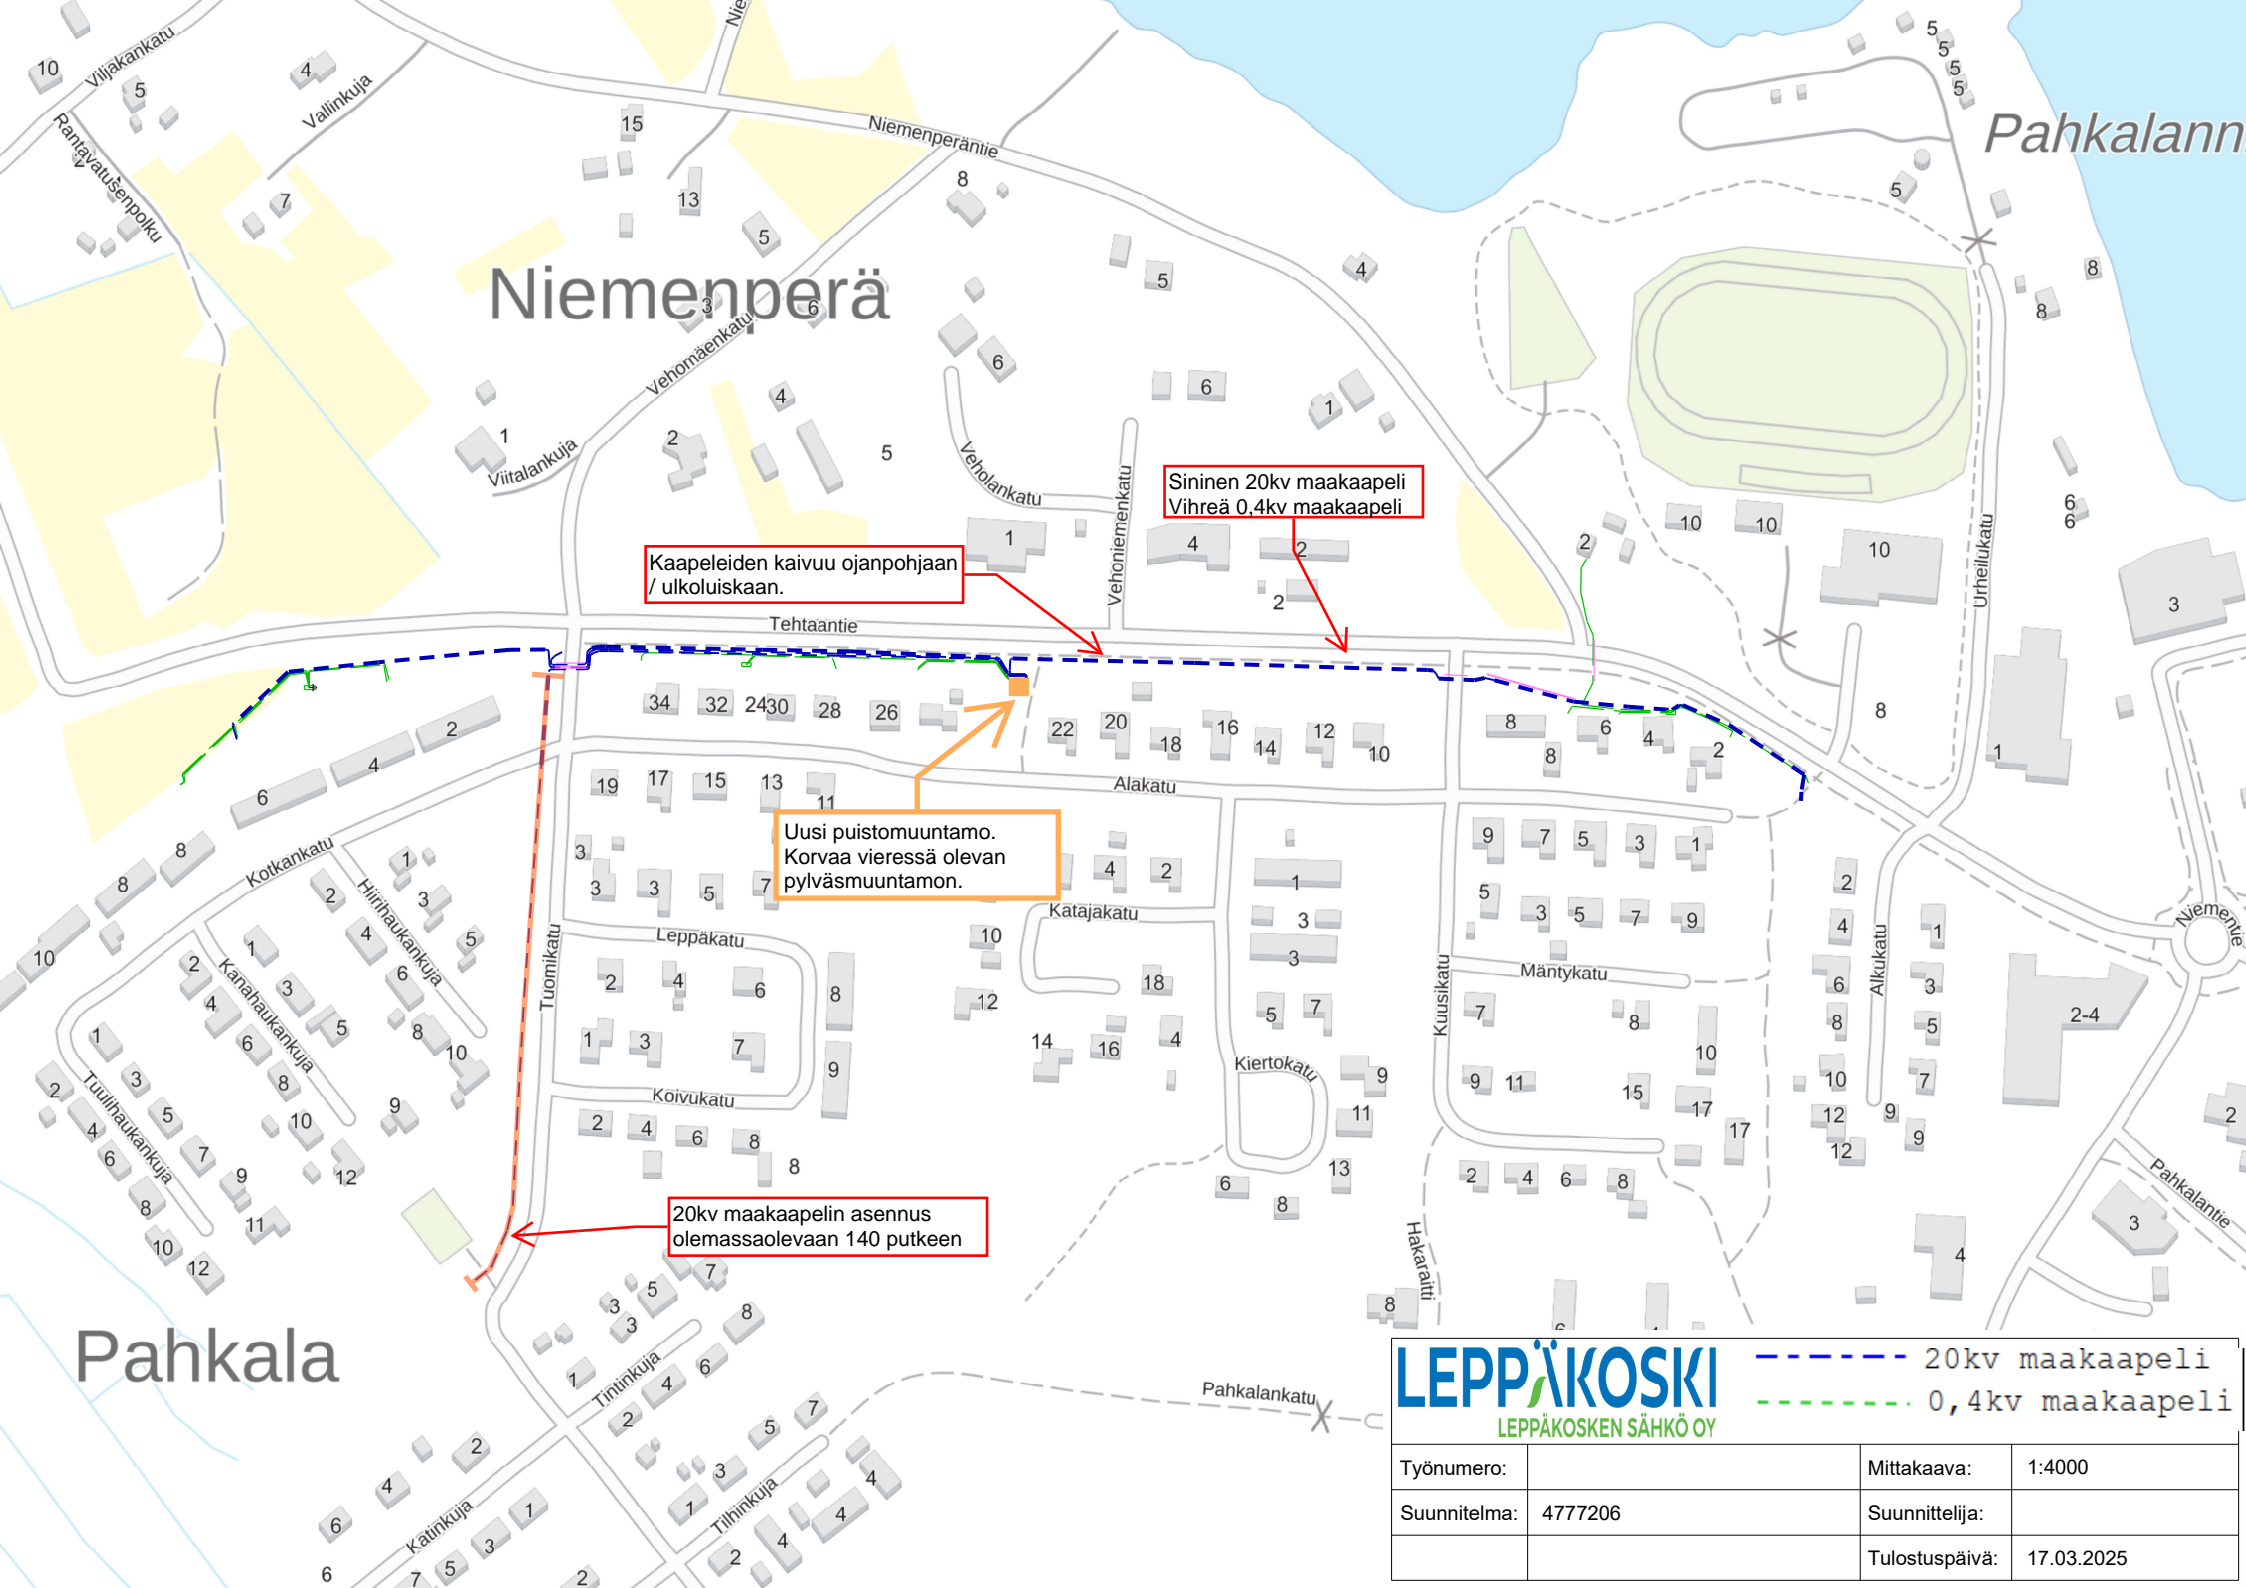 Niemenperä
Pahkala
Pahkalann
Viljakankatu
Vallinkuja
Rantavatusenpolku
Nie
Niemenperäntie
Vehomäenkatu
Viitalankuja
Veholankatu
Vehoniemenkatu
Urheilukatu
Sininen 20kv maakaapeli
Vihreä 0,4kv maakaapeli
Kaapeleiden kaivuu ojanpohjaan
/ ulkoluiskaan.
Tehtaantie
Alakatu
Uusi puistomuuntamo.
Korvaa vieressä olevan
pylväsmuuntamon.
Kotkankatu
Hiirihaukankuja
Kanahaukankuja
Tuulihaukankuja
Tuomikatu
Leppäkatu
Koivukatu
Katajakatu
Kiertokatu
Kuusikatu
Mäntykatu
Alkukatu
Niementie
Pahkalantie
Hakaraitti
20kv maakaapelin asennus
olemassaolevaan 140 putkeen
Tintinkuja
Tilhinkuja
Katinkuja
Pahkalankatu
LEPPÄKOSKI
LEPPÄKOSKEN SÄHKÖ OY
20kv maakaapeli
0,4kv maakaapeli
Työnumero:
Mittakaava: 1:4000
Suunnitelma: 4777206
Suunnittelija:
Tulostuspäivä: 17.03.2025